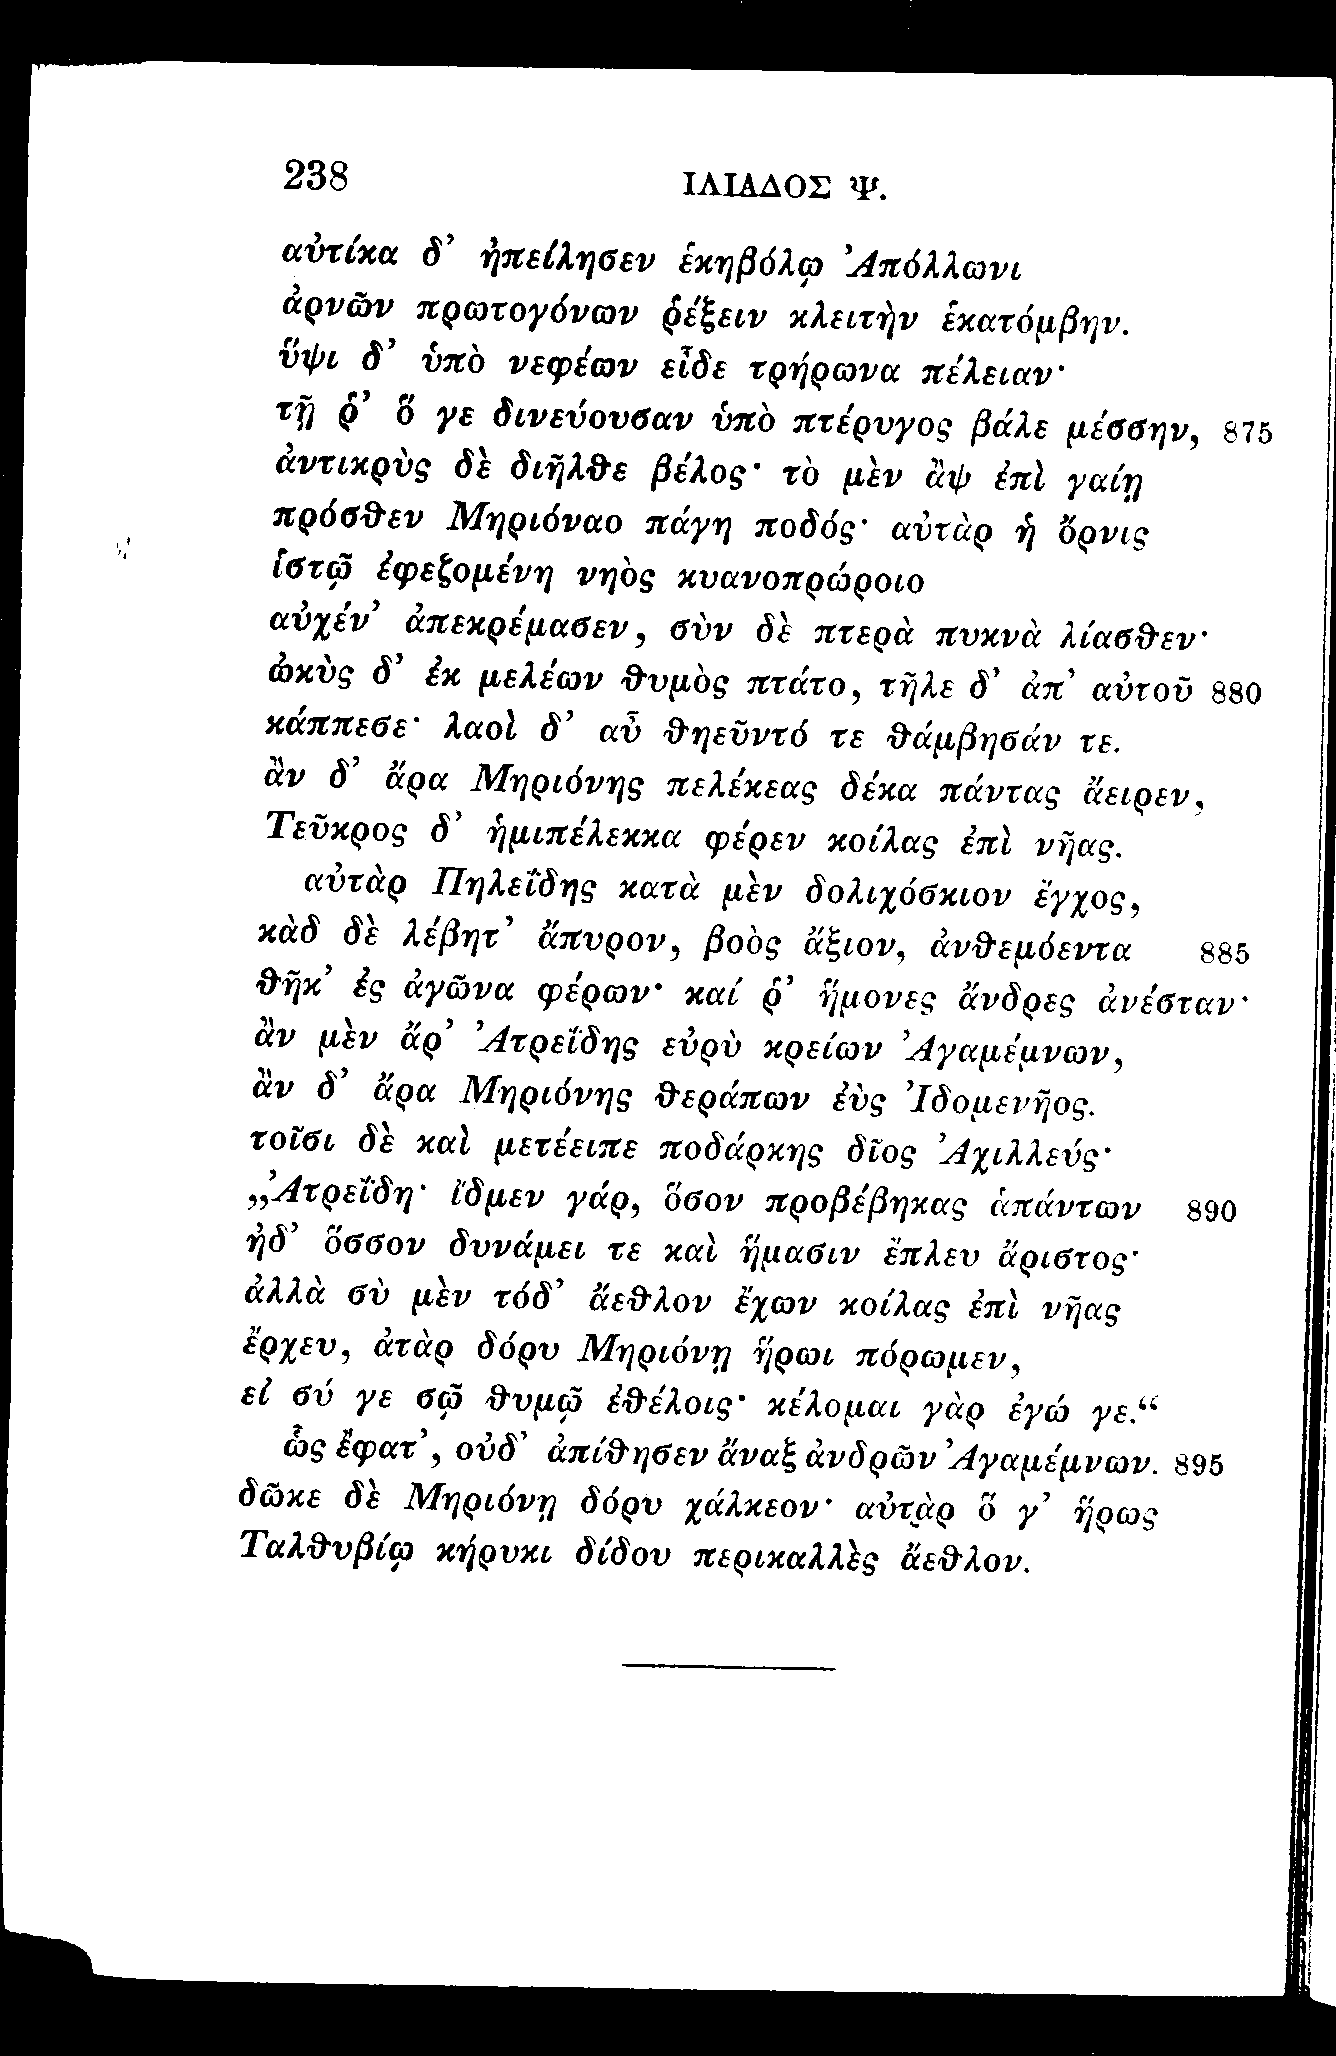 238 ΙΛΙΑΔΟΣ Ψ.
αὐτίκα δ’ ἠπείλησεν ἑκηβόλῳ Ἀπόλλωνι
ἀρνῶν πρωτογόνων ῥέξειν κλειτὴν ἑκατόμβην.
ὕψι δ’ ὑπὸ νεφέων εἶδε τρήρωνα πέλειαν·
τῇ ῥ’ ὅ γε δινεύουσαν ὑπὸ πτέρυγος βάλε μέσσην, 875
ἀντικρὺς δὲ διῆλθε βέλος· τὸ μὲν ἂψ ἐπὶ γαίῃ
πρόσθεν Μηριόναο πάγη ποδός· αὐτὰρ ἡ ὄρνις
ἱστῷ ἐφεζομένη νηὸς κυανοπρώροιο
αὐχέν’ ἀπεκρέμασεν, σὺν δὲ πτερὰ πυκνὰ λίασθεν·
ὠκὺς δ’ ἐκ μελέων θυμὸς πτάτο, τῆλε δ’ ἀπ’ αὐτοῦ 880
κάππεσε· λαοὶ δ’ αὖ θηεῦντό τε θάμβησάν τε.
ἂν δ’ ἄρα Μηριόνης πελέκεας δέκα πάντας ἄειρεν,
Τεῦκρος δ’ ἡμιπέλεκκα φέρεν κοίλας ἐπὶ νῆας.
αὐτὰρ Πηλεΐδης κατὰ μὲν δολιχόσκιον ἔγχος,
κὰδ δὲ λέβητ’ ἄπυρον, βοὸς ἄξιον, ἀνθεμόεντα 885
θῆκ’ ἐς ἀγῶνα φέρων· καί ῥ’ ἥμονες ἄνδρες ἀνέσταν·
ἂν μὲν ἄρ’ Ἀτρεΐδης εὐρὺ κρείων Ἀγαμέμνων,
ἂν δ’ ἄρα Μηριόνης θεράπων ἐὺς Ἰδομενῆος.
τοῖσι δὲ καὶ μετέειπε ποδάρκης δῖος Ἀχιλλεύς·
„Ἀτρεΐδη· ἴδμεν γάρ, ὅσον προβέβηκας ἁπάντων 890
ἠδ’ ὅσσον δυνάμει τε καὶ ἥμασιν ἔπλευ ἄριστος·
ἀλλὰ σὺ μὲν τόδ’ ἄεθλον ἔχων κοίλας ἐπὶ νῆας
ἔρχευ, ἀτὰρ δόρυ Μηριόνῃ ἥρωι πόρωμεν,
εἰ σύ γε σῷ θυμῷ ἐθέλοις· κέλομαι γὰρ ἐγώ γε.“
ὣς ἔφατ’, οὐδ’ ἀπίθησεν ἄναξ ἀνδρῶν Ἀγαμέμνων. 895
δῶκε δὲ Μηριόνῃ δόρυ χάλκεον· αὐτὰρ ὅ γ’ ἥρως
Ταλθυβίῳ κήρυκι δίδου περικαλλὲς ἄεθλον.